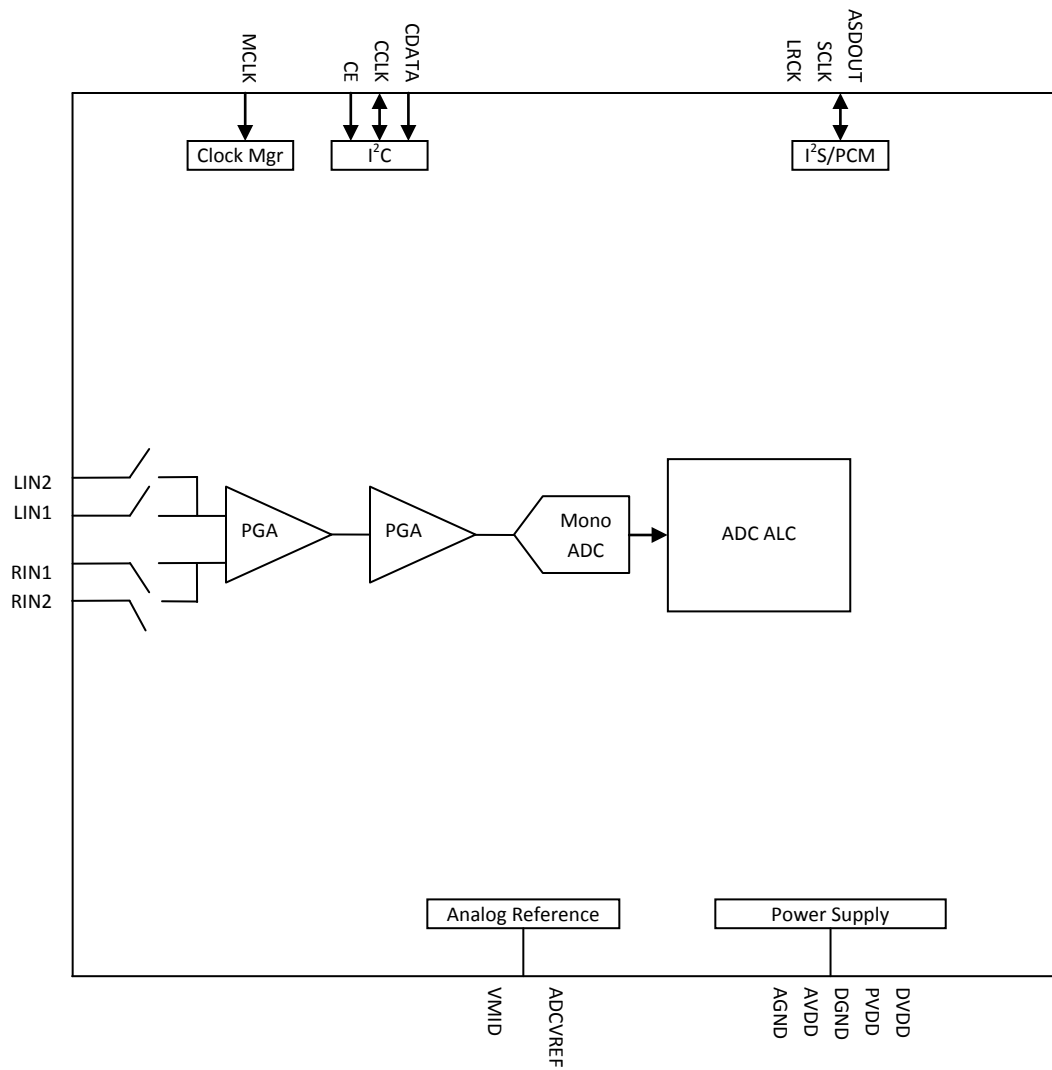 MCLK
CE
CCLK
CDATA
LRCK
SCLK
ASDOUT
Clock Mgr
I²C
I²S/PCM
LIN2
LIN1
RIN1
RIN2
PGA
PGA
Mono
ADC
ADC ALC
Analog Reference
Power Supply
VMID
ADCVREF
AGND
AVDD
DGND
PVDD
DVDD